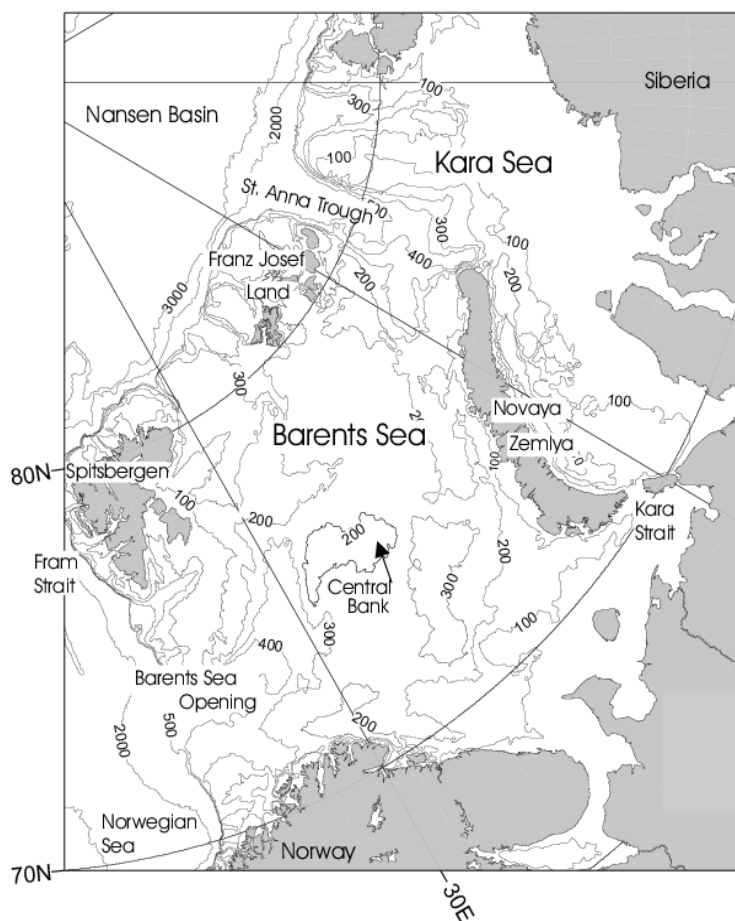 100
Siberia
300
Nansen Basin
2000
100
Kara Sea
St. Anna Trough
300
100
Franz Josef
Land
400
200
200
3000
300
Novaya
100
Barents Sea
Zemlya
80N
Spitsbergen
100
200
200
Kara
Strait
200
Fram
Strait
Central
Bank
300
300
100
400
Barents Sea
Opening
500
2000
200
Norwegian
Sea
Norway
70N
30E